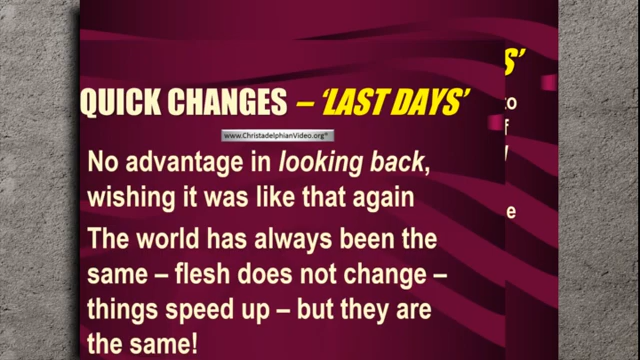 QUICK CHANGES – ‘LAST DAYS’
www.ChristadelphianVideo.org®
No advantage in looking back,
wishing it was like that again
The world has always been the
same – flesh does not change –
things speed up – but they are
the same!
S’
to
e